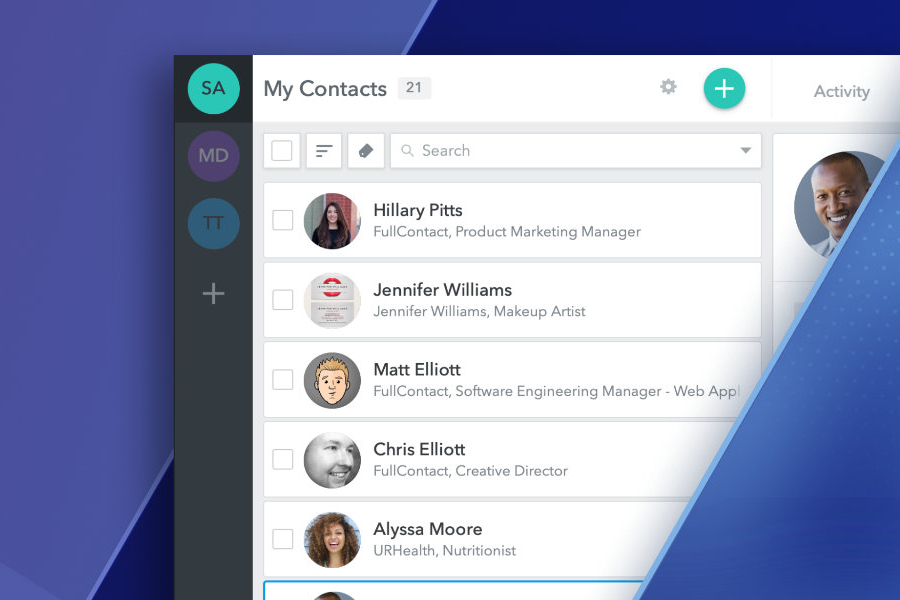 SA
My Contacts 21
Activity
MD
Search
TT
Hillary Pitts
FullContact, Product Marketing Manager
Jennifer Williams
Jennifer Williams, Makeup Artist
Matt Elliott
FullContact, Software Engineering Manager - Web Appl
Chris Elliott
FullContact, Creative Director
Alyssa Moore
URHealth, Nutritionist